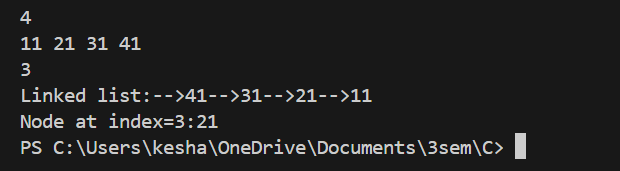 4
11 21 31 41
3
Linked list:-->41-->31-->21-->11
Node at index=3:21
PS C:\Users\kesha\OneDrive\Documents\3sem\C>